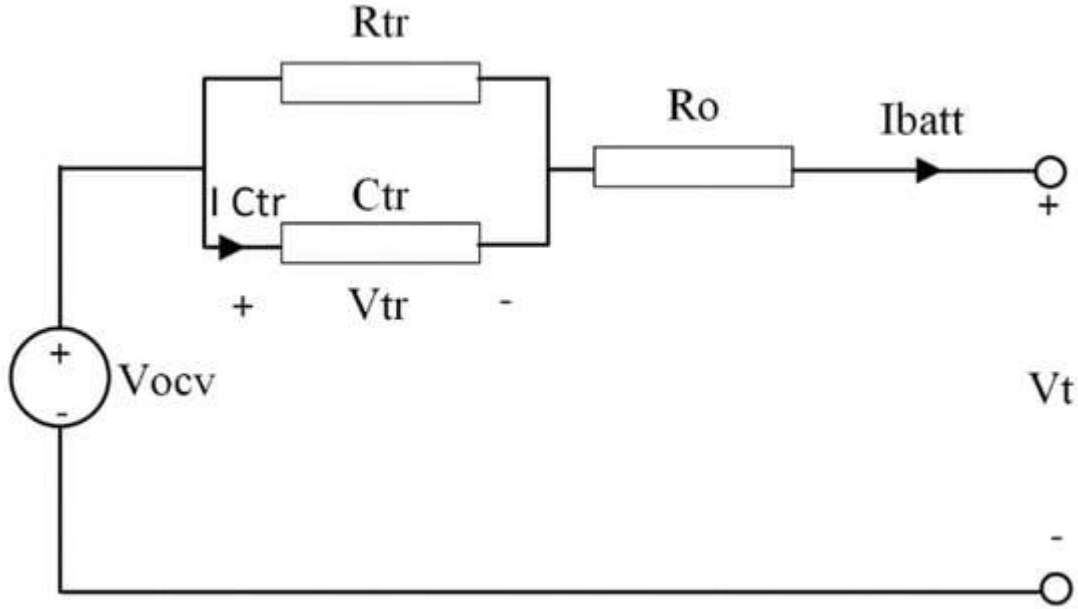 Rtr
Ro
Ibatt
I Ctr
Ctr
+
+ Vtr -
+
Vocv
-
Vt
-